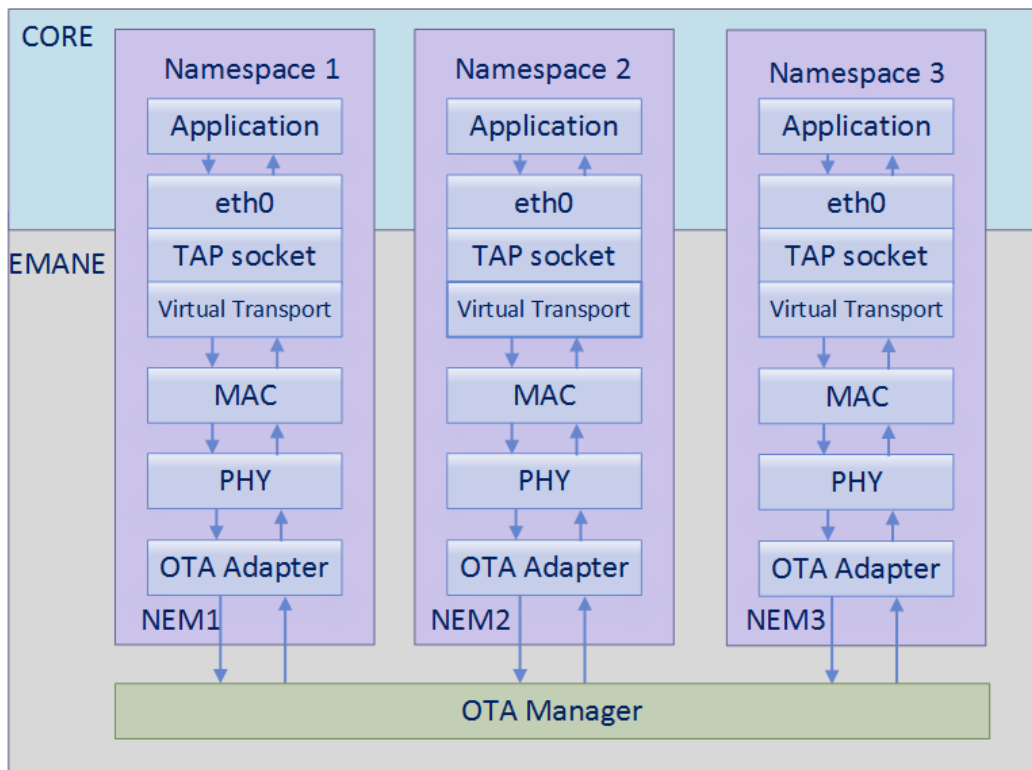 CORE
Namespace 1
Application
eth0
TAP socket
Virtual Transport
MAC
PHY
OTA Adapter
NEM1
Namespace 2
Application
eth0
TAP socket
Virtual Transport
MAC
PHY
OTA Adapter
NEM2
Namespace 3
Application
eth0
TAP socket
Virtual Transport
MAC
PHY
OTA Adapter
NEM3
EMANE
OTA Manager